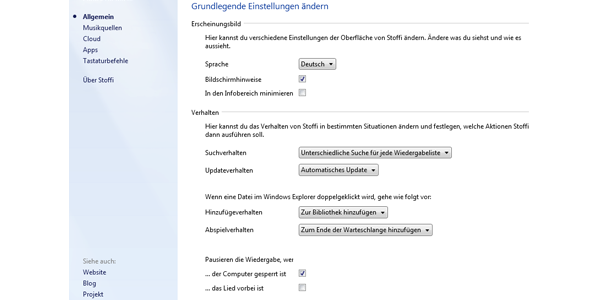 Grundlegende Einstellungen ändern
Allgemein
Musikquellen
Cloud
Apps
Tastaturbefehle
Über Stoffi
Erscheinungsbild
Hier kannst du verschiedene Einstellungen der Oberfläche von Stoffi ändern. Ändere was du siehst und wie es
aussieht.
Sprache Deutsch
Bildschirmhinweise
In den Infobereich minimieren
Verhalten
Hier kannst du das Verhalten von Stoffi in bestimmten Situationen ändern und festlegen, welche Aktionen Stoffi
dann ausführen soll.
Suchverhalten Unterschiedliche Suche für jede Wiedergabeliste
Updateverhalten Automatisches Update
Wenn eine Datei im Windows Explorer doppelgeklickt wird, gehe wie folgt vor:
Hinzufügeverhalten Zur Bibliothek hinzufügen
Abspielverhalten Zum Ende der Warteschlange hinzufügen
Pausieren die Wiedergabe, wer
... der Computer gesperrt ist
... das Lied vorbei ist
Siehe auch:
Website
Blog
Projekt